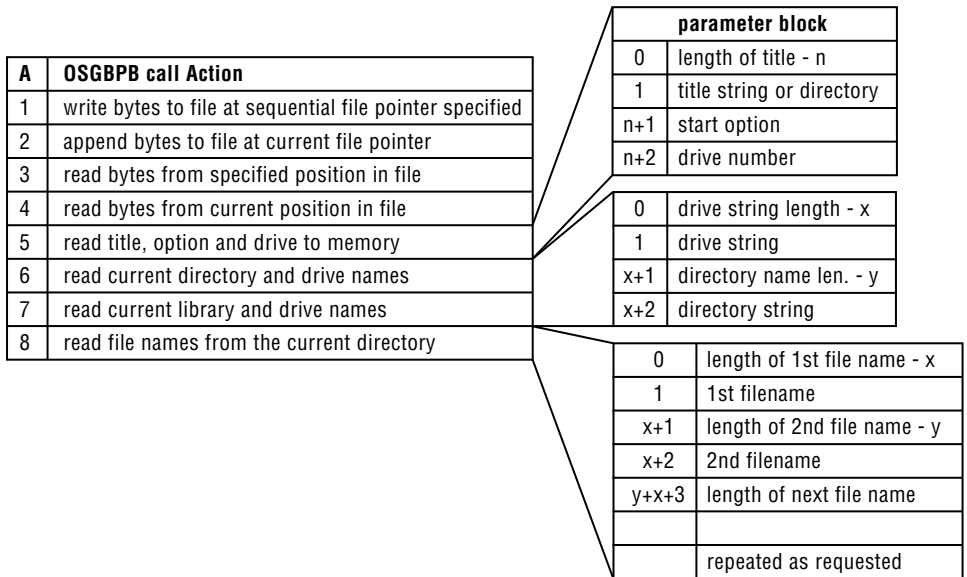 A OSGBPB call Action
1 write bytes to file at sequential file pointer specified
2 append bytes to file at current file pointer
3 read bytes from specified position in file
4 read bytes from current position in file
5 read title, option and drive to memory
6 read current directory and drive names
7 read current library and drive names
8 read file names from the current directory
parameter block
0 length of title - n
1 title string or directory
n+1 start option
n+2 drive number
0 drive string length - x
1 drive string
x+1 directory name len. - y
x+2 directory string
0 length of 1st file name - x
1 1st filename
x+1 length of 2nd file name - y
x+2 2nd filename
y+x+3 length of next file name
repeated as requested